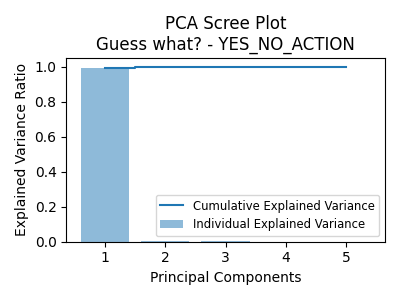 PCA Scree Plot
Guess what? - YES_NO_ACTION
Explained Variance Ratio
1.0
0.8
0.6
0.4
0.2
0.0
Cumulative Explained Variance
Individual Explained Variance
1 2 3 4 5
Principal Components